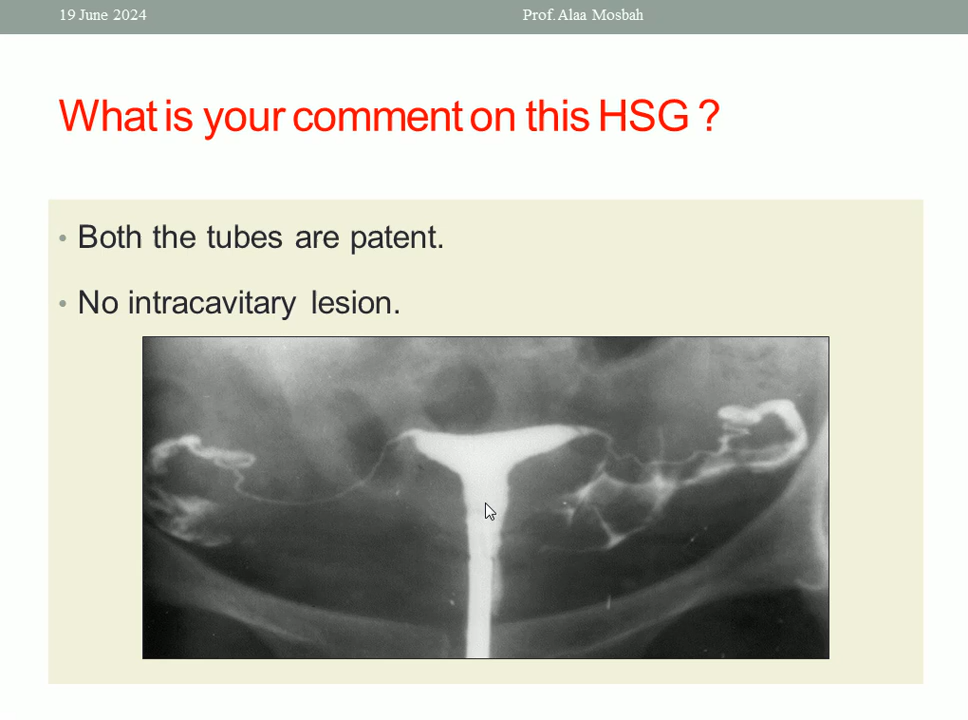 19 June 2024
Prof. Alaa Mosbah
What is your comment on this HSG ?
• Both the tubes are patent.
• No intracavitary lesion.